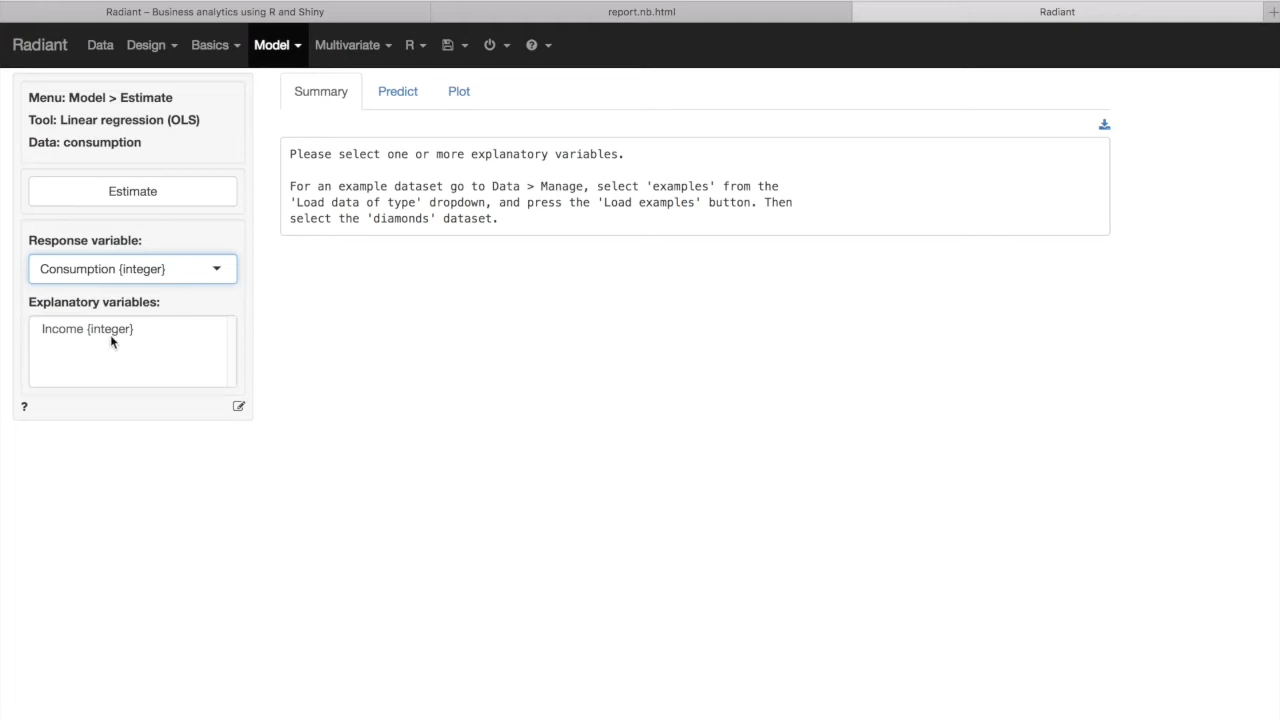 Radiant – Business analytics using R and Shiny
report.nb.html
Radiant
+
Radiant Data Design Basics Model Multivariate R ?
Menu: Model > Estimate
Tool: Linear regression (OLS)
Data: consumption
Estimate
Response variable:
Consumption {integer}
Explanatory variables:
Income {integer}
?
Summary Predict Plot
Please select one or more explanatory variables.
For an example dataset go to Data > Manage, select 'examples' from the
'Load data of type' dropdown, and press the 'Load examples' button. Then
select the 'diamonds' dataset.